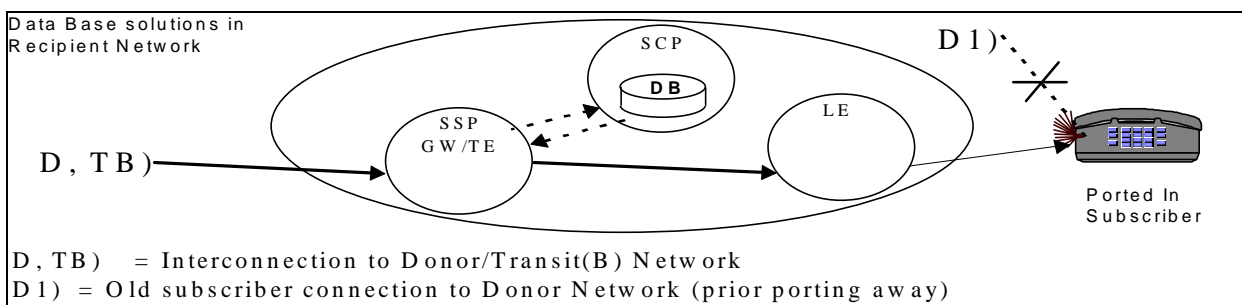 Data Base solutions in
Recipient Network
SCP
DB
D1)
SSP
GW/TE
LE
D, TB)
Ported In
Subscriber
D, TB) = Interconnection to Donor/Transit(B) Network
D1) = Old subscriber connection to Donor Network (prior porting away)